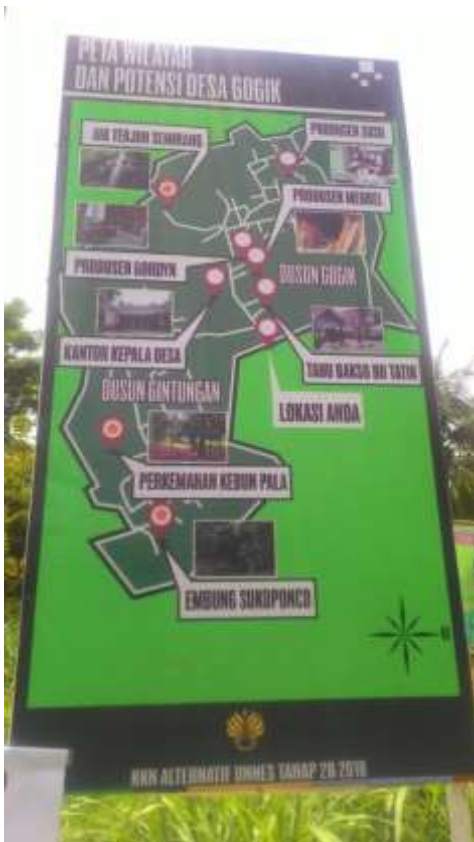 PETA WILAYAH
DAN POTENSI DESA GOGIK
AIR TERJUN SEMIRANG
PRODUSEN SUSU
PRODUSEN MEUBEL
PRODUSEN GORDYN
DUSUN GOGIK
KANTOR KEPALA DESA
TAHU BAKSO BU TATIK
DUSUN GINTUNGAN
LOKASI ANDA
PERKEMAHAN KEBUN PALA
EMBUNG SUKOPONCO
KKN ALTERNATIF UNNES TAHAP 2B 2018